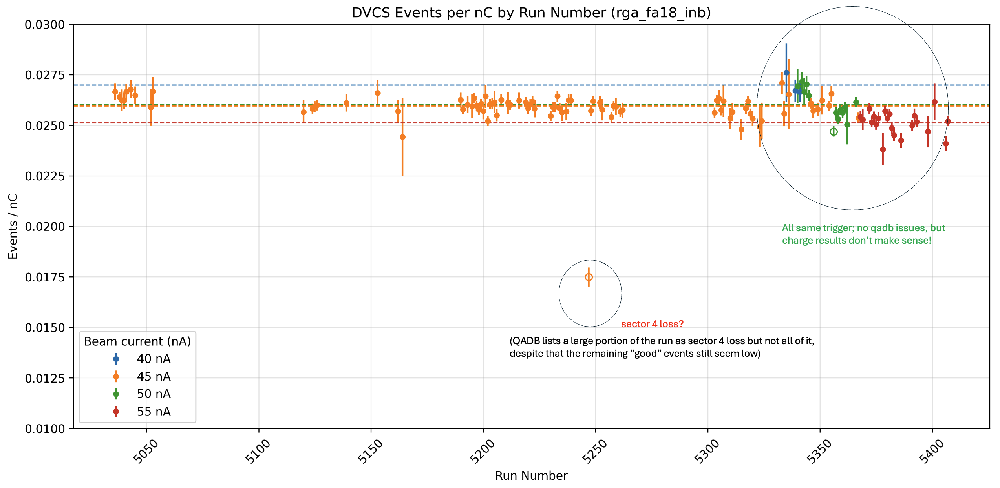 DVCS Events per nC by Run Number (rga_fa18_inb)
0.0300
0.0275
0.0250
0.0225
0.0200
0.0175
0.0150
0.0125
0.0100
Events / nC
All same trigger; no qadb issues, but
charge results don’t make sense!
sector 4 loss?
(QADB lists a large portion of the run as sector 4 loss but not all of it,
despite that the remaining ”good” events still seem low)
Beam current (nA)
40 nA
45 nA
50 nA
55 nA
5050
5100
5150
5200
5250
5300
5350
5400
Run Number